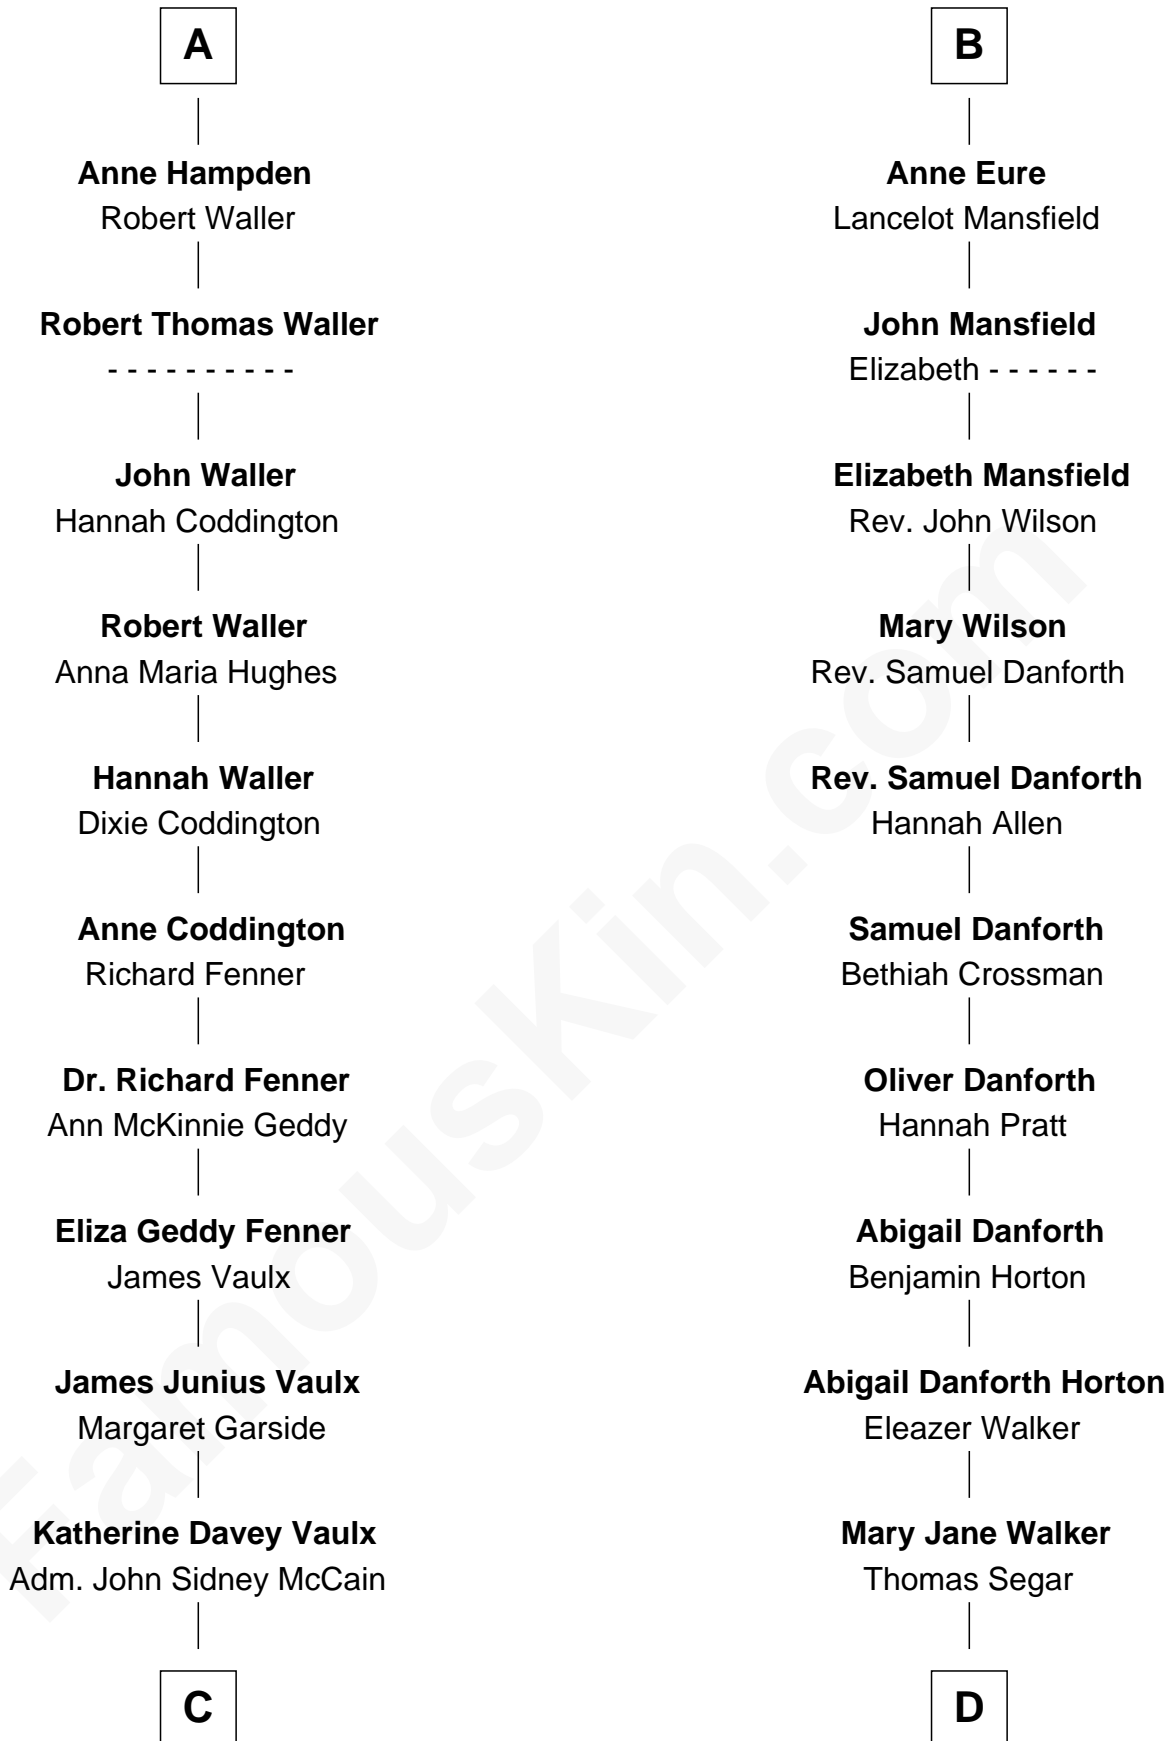 A
Anne Hampden
Robert Waller
Robert Thomas Waller
- - - - - - - - - -
John Waller
Hannah Coddington
Robert Waller
Anna Maria Hughes
Hannah Waller
Dixie Coddington
Anne Coddington
Richard Fenner
Dr. Richard Fenner
Ann McKinnie Geddy
Eliza Geddy Fenner
James Vaulx
James Junius Vaulx
Margaret Garside
Katherine Davey Vaulx
Adm. John Sidney McCain
C
B
Anne Eure
Lancelot Mansfield
John Mansfield
Elizabeth - - - - - -
Elizabeth Mansfield
Rev. John Wilson
Mary Wilson
Rev. Samuel Danforth
Rev. Samuel Danforth
Hannah Allen
Samuel Danforth
Bethiah Crossman
Oliver Danforth
Hannah Pratt
Abigail Danforth
Benjamin Horton
Abigail Danforth Horton
Eleazer Walker
Mary Jane Walker
Thomas Segar
D
FamousKin.com